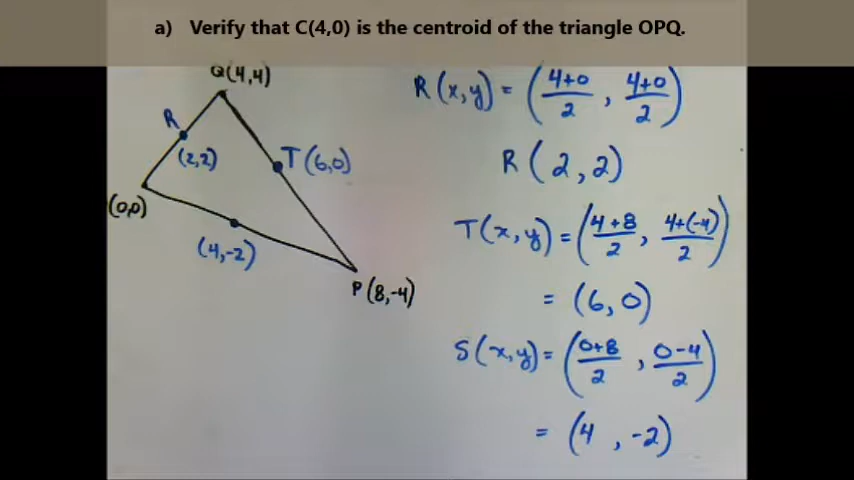 a) Verify that C(4,0) is the centroid of the triangle OPQ.
Q(4,4)
R
(2,2)
T(6,0)
(0,0)
(4,-2)
P(8,-4)
R(x,y) = (4+0/2, 4+0/2)
R(2,2)
T(x,y) = (4+8/2, 4+(-4)/2)
= (6,0)
S(x,y) = (0+8/2, 0-4/2)
= (4,-2)